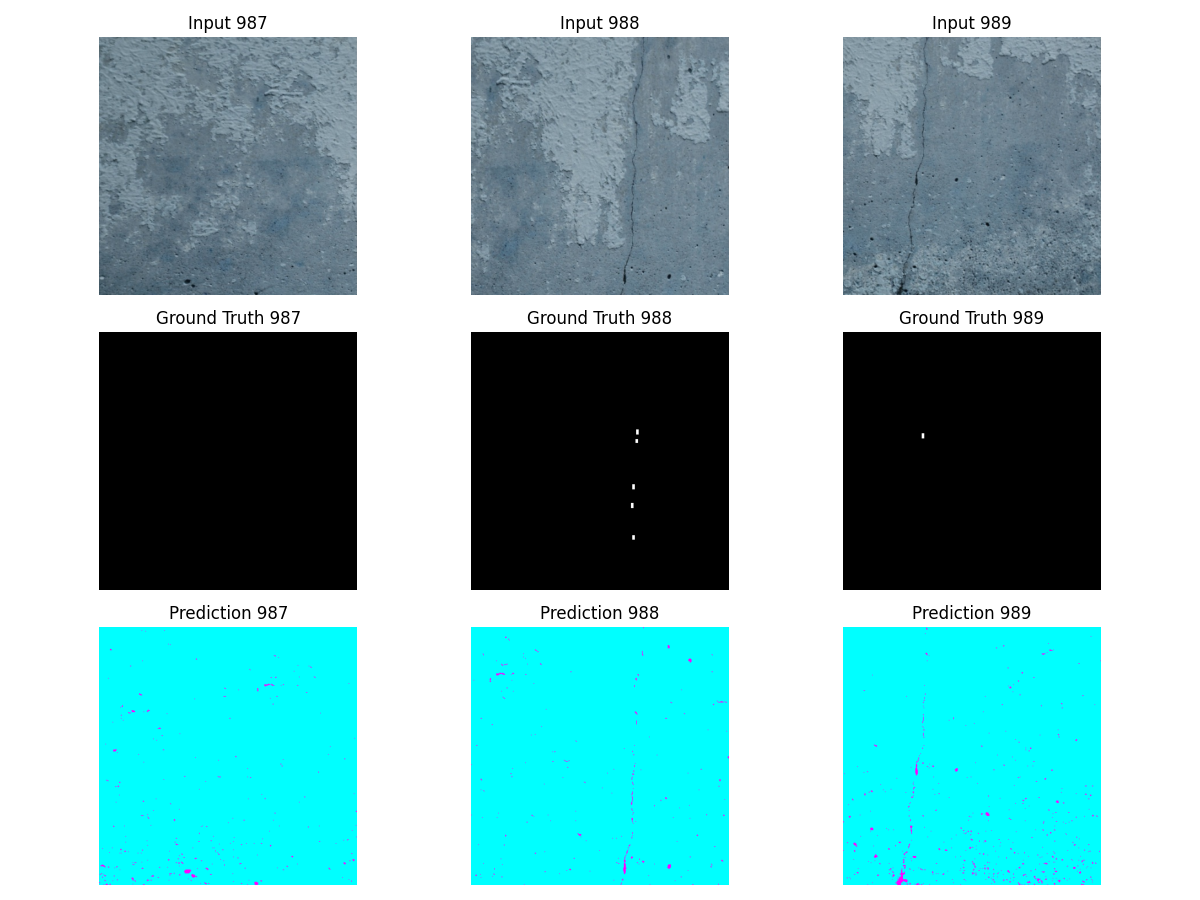 Input 987
Input 988
Input 989
Ground Truth 987
Ground Truth 988
Ground Truth 989
Prediction 987
Prediction 988
Prediction 989